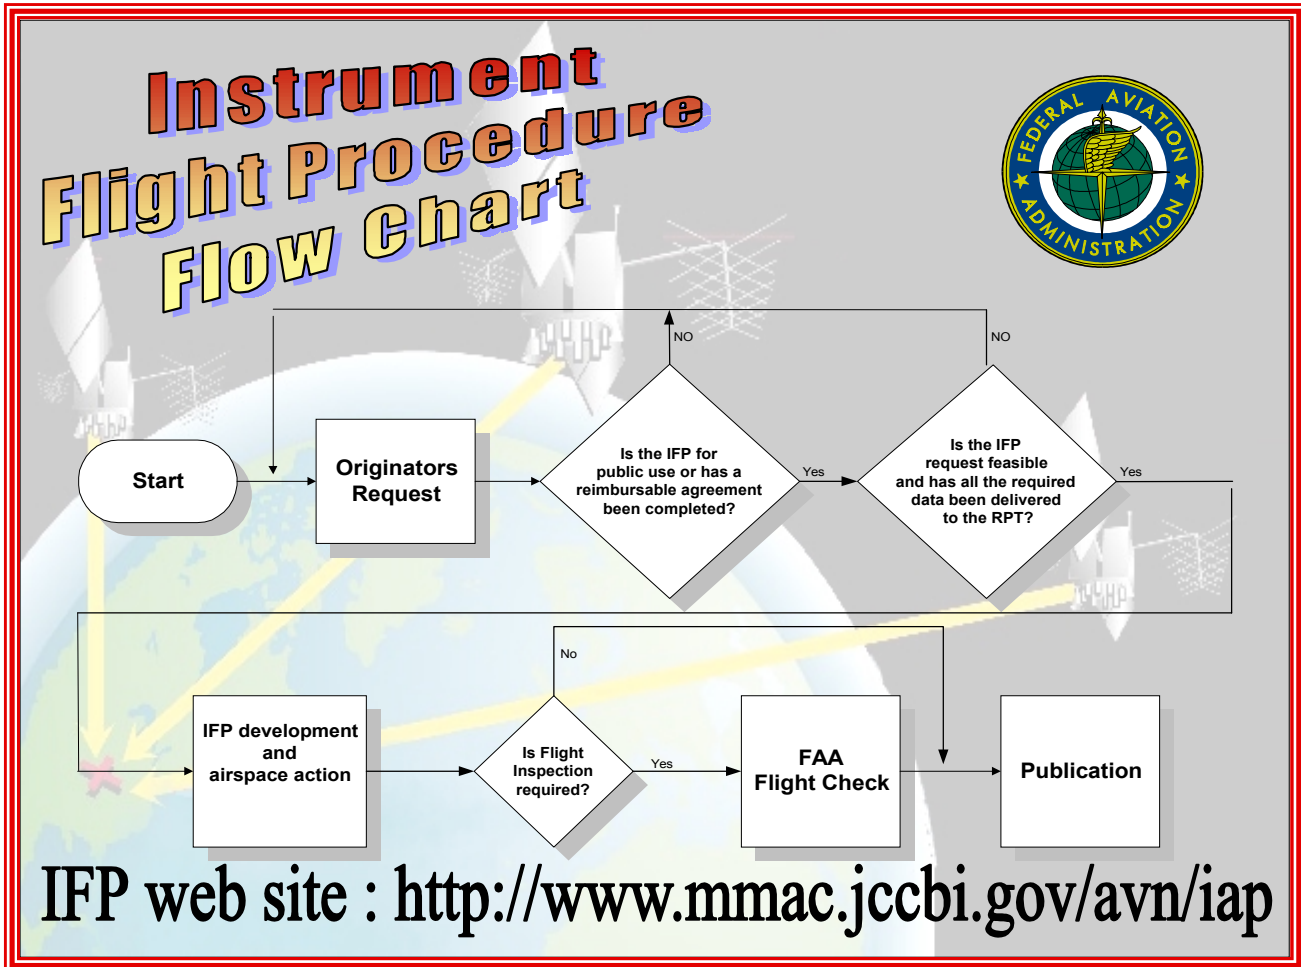 Instrument
Flight Procedure
Flow Chart
FEDERAL AVIATION
ADMINISTRATION
NO
NO
Start
Originators
Request
Is the IFP for
public use or has a
reimbursable agreement
been completed?
Yes
Is the IFP
request feasible
and has all the required
data been delivered
to the RPT?
Yes
No
IFP development
and
airspace action
Is Flight
Inspection
required?
Yes
FAA
Flight Check
Publication
IFP web site : http://www.mmac.jccbi.gov/avn/iap